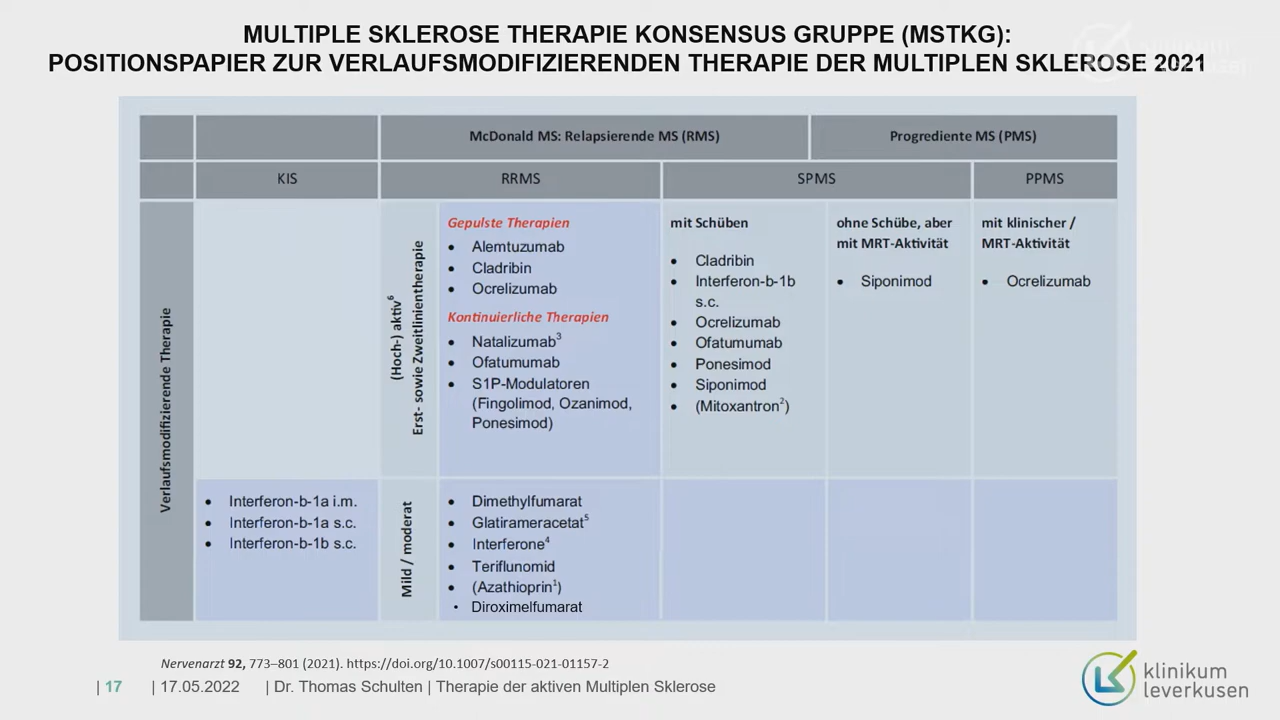 MULTIPLE SKLEROSE THERAPIE KONSENSUS GRUPPE (MSTKG):
POSITIONSPAPIER ZUR VERLAUFSMODIFIZIERENDEN THERAPIE DER MULTIPLEN SKLEROSE 2021
McDonald MS: Relapsierende MS (RMS)
Progrediente MS (PMS)
KIS
RRMS
SPMS
PPMS
Verlaufsmodifizierende Therapie
(Hoch-) aktiv⁶
Erst- sowie Zweitlinientherapie
Gepulste Therapien
• Alemtuzumab
• Cladribin
• Ocrelizumab
Kontinuierliche Therapien
• Natalizumab³
• Ofatumumab
• S1P-Modulatoren
(Fingolimod, Ozanimod,
Ponesimod)
mit Schüben
• Cladribin
• Interferon-b-1b
s.c.
• Ocrelizumab
• Ofatumumab
• Ponesimod
• Siponimod
• (Mitoxantron²)
ohne Schübe, aber
mit MRT-Aktivität
• Siponimod
mit klinischer /
MRT-Aktivität
• Ocrelizumab
• Interferon-b-1a i.m.
• Interferon-b-1a s.c.
• Interferon-b-1b s.c.
Mild / moderat
• Dimethylfumarat
• Glatirameracetat⁵
• Interferone⁴
• Teriflunomid
• (Azathioprin¹)
• Diroximelfumarat
Nervenarzt 92, 773–801 (2021). https://doi.org/10.1007/s00115-021-01157-2
| 17 | 17.05.2022 | Dr. Thomas Schulten | Therapie der aktiven Multiplen Sklerose
klinikum
leverkusen